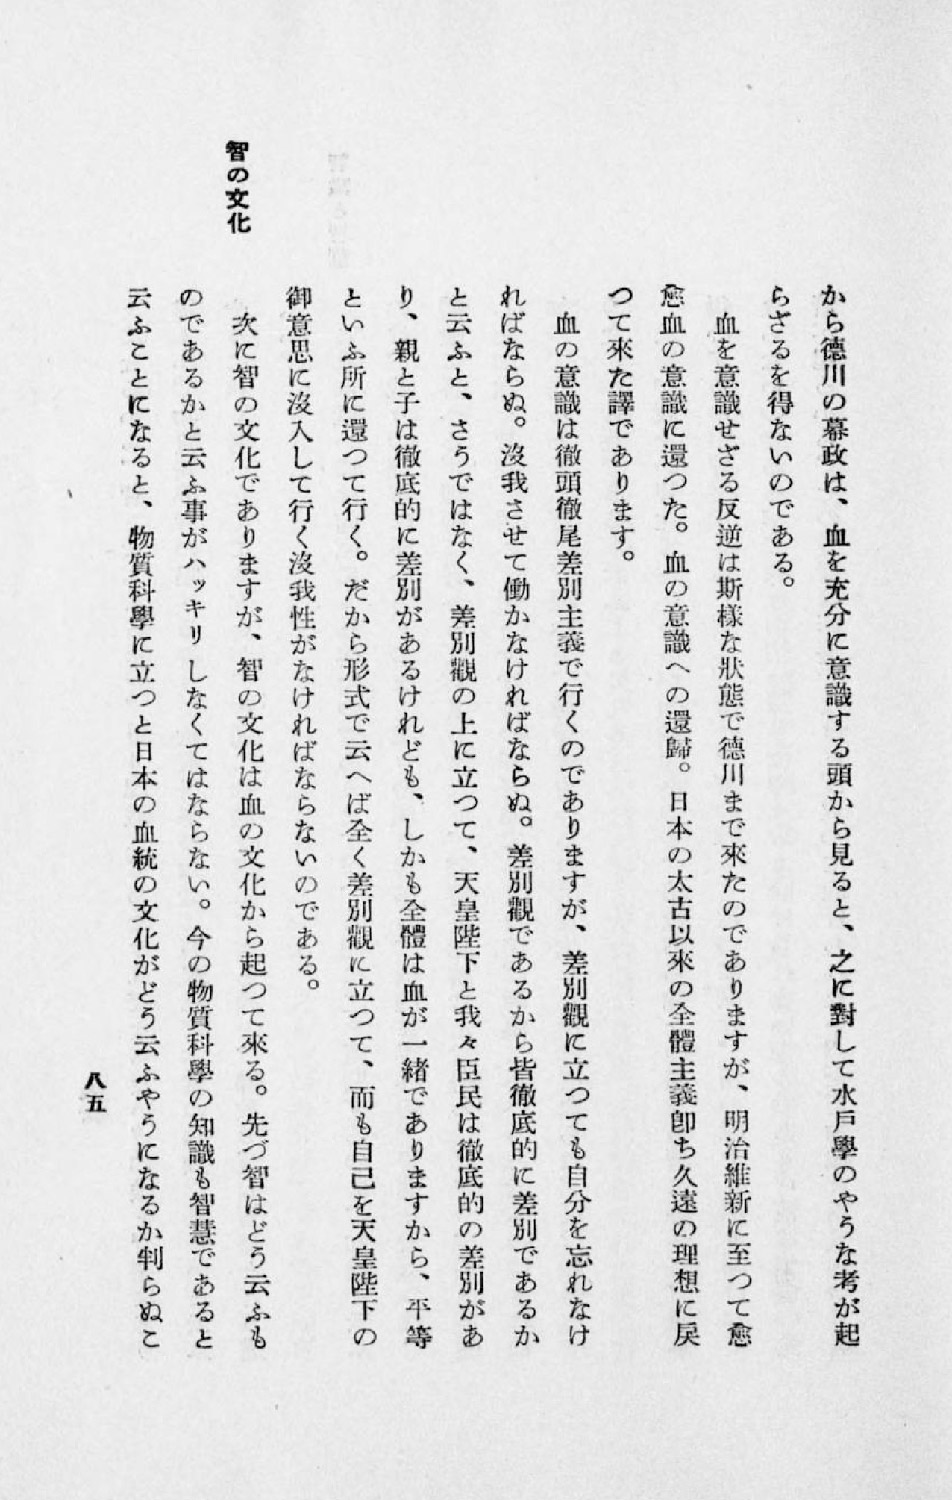 から德川の幕政は、血を充分に意識する頭から見ると、之に對して水戶學のやうな考が起
らざるを得ないのである。
血を意識せざる反逆は斯樣な狀態で德川まで來たのでありますが、明治維新に至つて愈
愈血の意識に還つた。血の意識への還歸。日本の太古以來の全體主義卽ち久遠の理想に戾
つて來た譯であります。
血の意識は徹頭徹尾差別主義で行くのでありますが、差別觀に立つても自分を忘れなけ
ればならぬ。沒我させて働かなければならぬ。差別觀であるから皆徹底的に差別であるか
と云ふと、さうではなく、差別觀の上に立つて、天皇陛下と我々臣民は徹底的の差別があ
り、親と子は徹底的に差別があるけれども、しかも全體は血が一緖でありますから、平等
といふ所に還つて行く。だから形式で云へば全く差別觀に立つて、而も自己を天皇陛下の
御意思に沒入して行く沒我性がなければならないのである。
智の文化
次に智の文化でありますが、智の文化は血の文化から起つて來る。先づ智はどう云ふも
のであるかと云ふ事がハッキリしなくてはならない。今の物質科學の知識も智慧であると
云ふことになると、物質科學に立つと日本の血統の文化がどう云ふやうになるか判らぬこ
八五